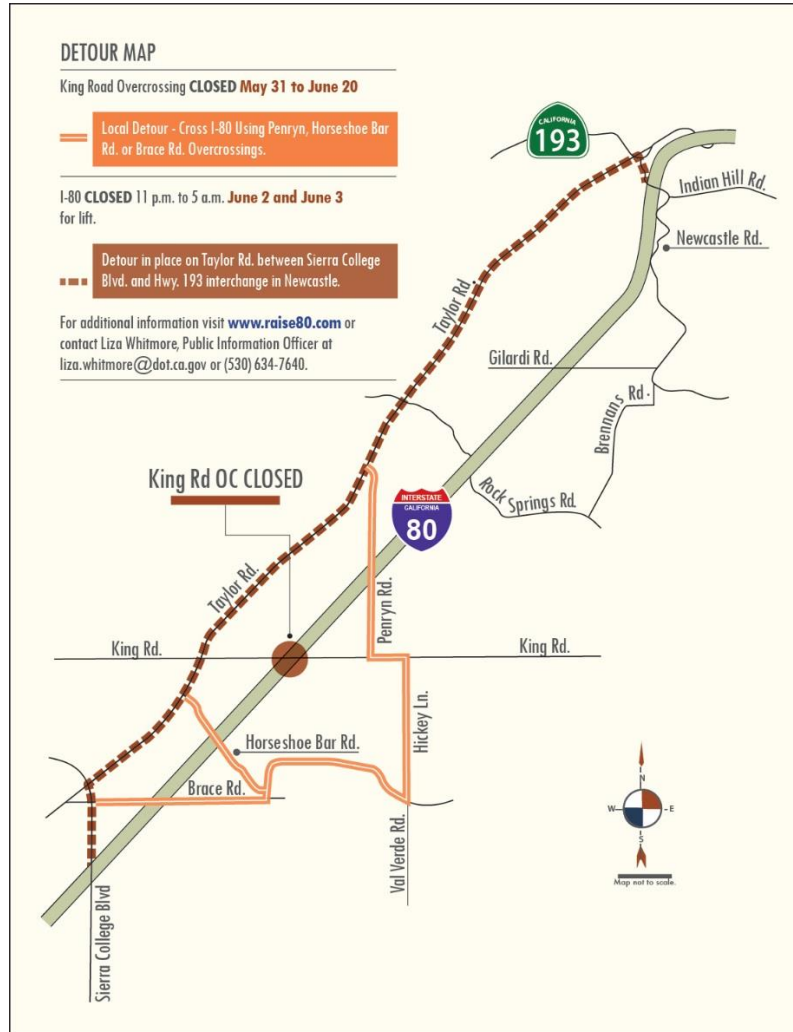 DETOUR MAP
King Road Overcrossing CLOSED May 31 to June 20
Local Detour - Cross I-80 Using Penryn, Horseshoe Bar
Rd. or Brace Rd. Overcrossings.
I-80 CLOSED 11 p.m. to 5 a.m. June 2 and June 3
for lift.
Detour in place on Taylor Rd. between Sierra College
Blvd. and Hwy. 193 interchange in Newcastle.
For additional information visit www.raise80.com or
contact Liza Whitmore, Public Information Officer at
liza.whitmore@dot.ca.gov or (530) 634-7640.
CALIFORNIA
193
Indian Hill Rd.
Newcastle Rd.
Taylor Rd.
Gilardi Rd.
Brennans Rd.
King Rd OC CLOSED
Rock Springs Rd.
INTERSTATE
CALIFORNIA
80
Taylor Rd.
Penryn Rd.
King Rd.
King Rd.
Hickey Ln.
Horseshoe Bar Rd.
Brace Rd.
Val Verde Rd.
Sierra College Blvd
N
W
E
S
Map not to scale.